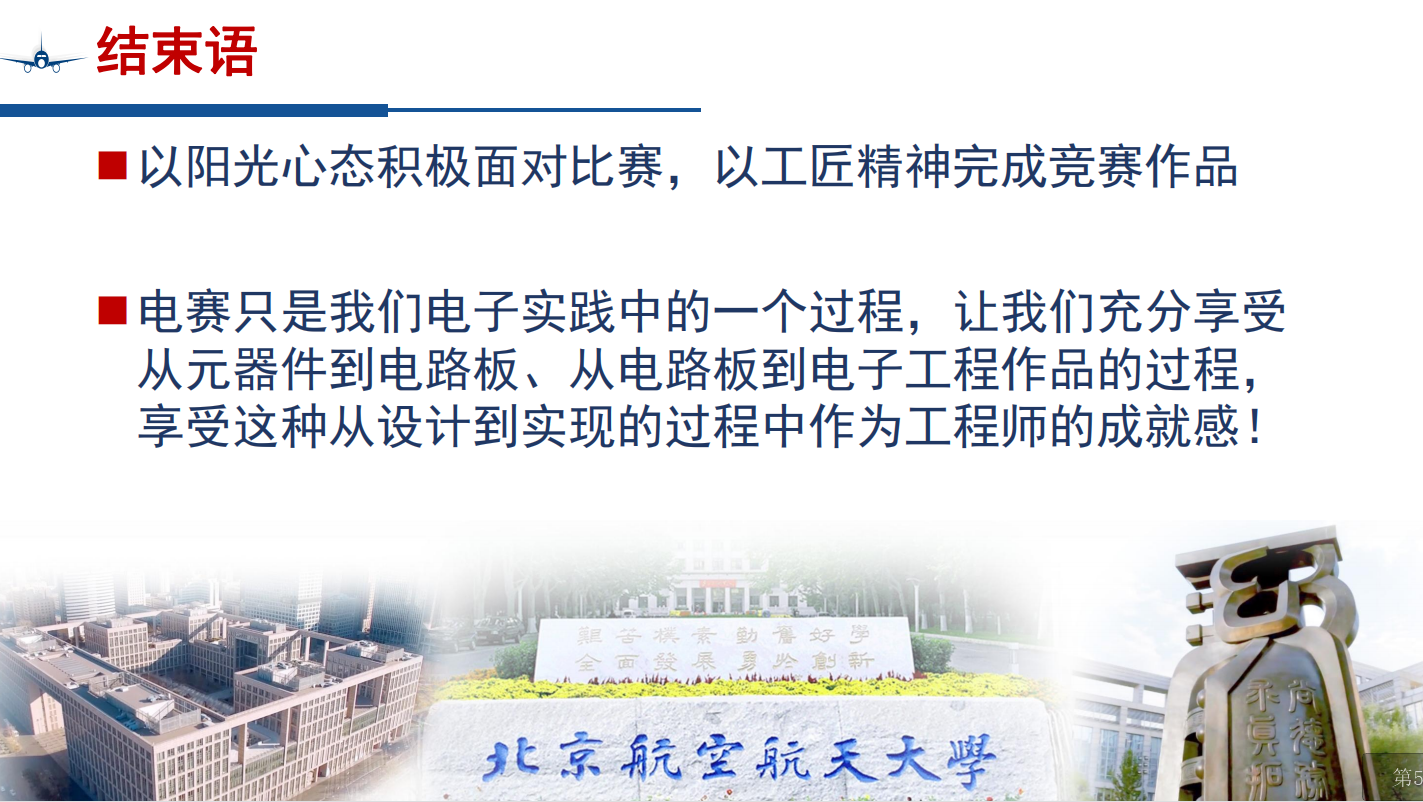 结束语
以阳光心态积极面对比赛，以工匠精神完成竞赛作品
电赛只是我们电子实践中的一个过程，让我们充分享受
从元器件到电路板、从电路板到电子工程作品的过程，
享受这种从设计到实现的过程中作为工程师的成就感！
艱苦樸素勤奮好學
全面發展勇於創新
北京航空航天大學
第5